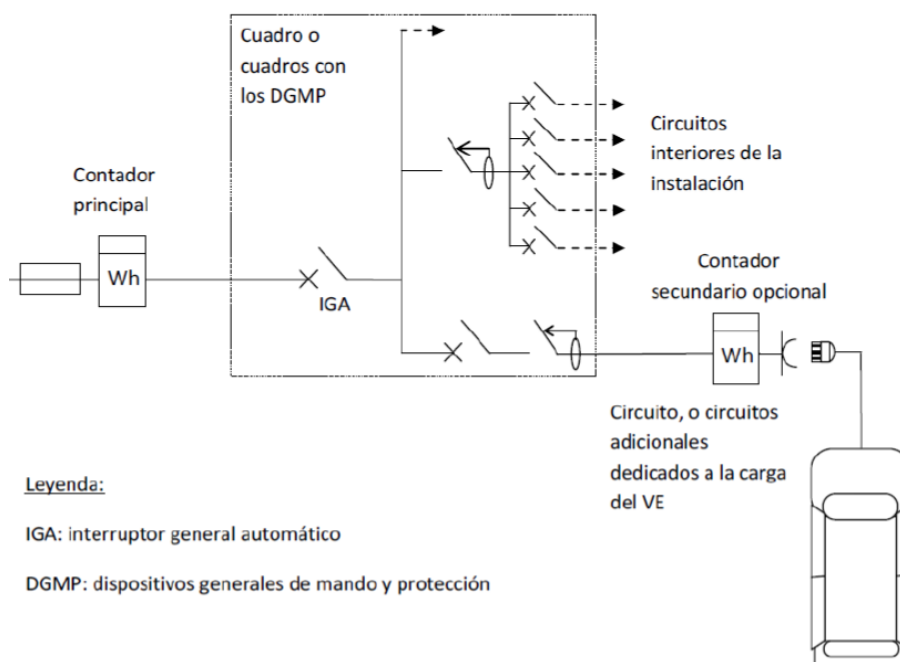 Cuadro o
cuadros con
los DGMP
Circuitos
interiores de la
instalación
Contador
principal
Wh
IGA
Contador
secundario opcional
Wh
Circuito, o circuitos
adicionales
dedicados a la carga
del VE
Leyenda:
IGA: interruptor general automático
DGMP: dispositivos generales de mando y protección